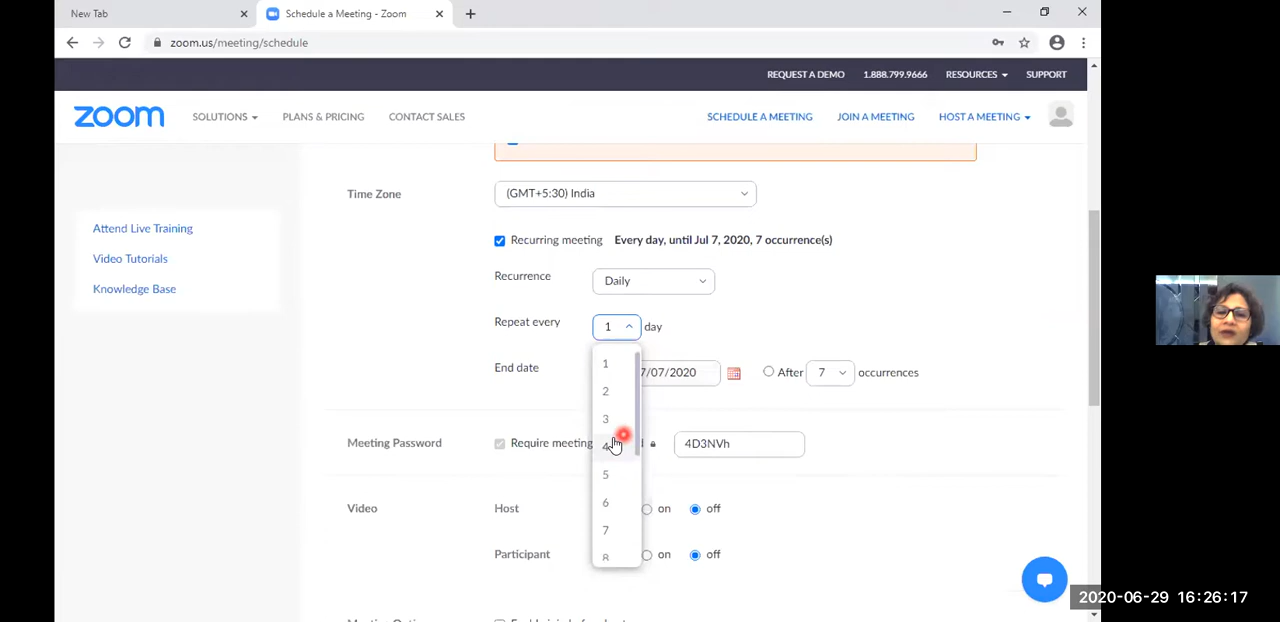 New Tab
Schedule a Meeting - Zoom
zoom.us/meeting/schedule
REQUEST A DEMO 1.888.799.9666 RESOURCES SUPPORT
zoom SOLUTIONS PLANS & PRICING CONTACT SALES SCHEDULE A MEETING JOIN A MEETING HOST A MEETING
Time Zone (GMT+5:30) India
Attend Live Training
Video Tutorials
Knowledge Base
Recurring meeting Every day, until Jul 7, 2020, 7 occurrence(s)
Recurrence Daily
Repeat every 1 day
1
2
3
4
5
6
7
8
End date 7/07/2020 After 7 occurrences
Meeting Password Require meeting 4D3NVh
Video Host on off
Participant on off
2020-06-29 16:26:17